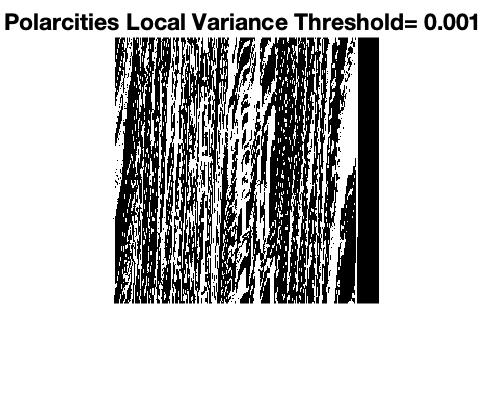 Polarcities Local Variance Threshold= 0.001